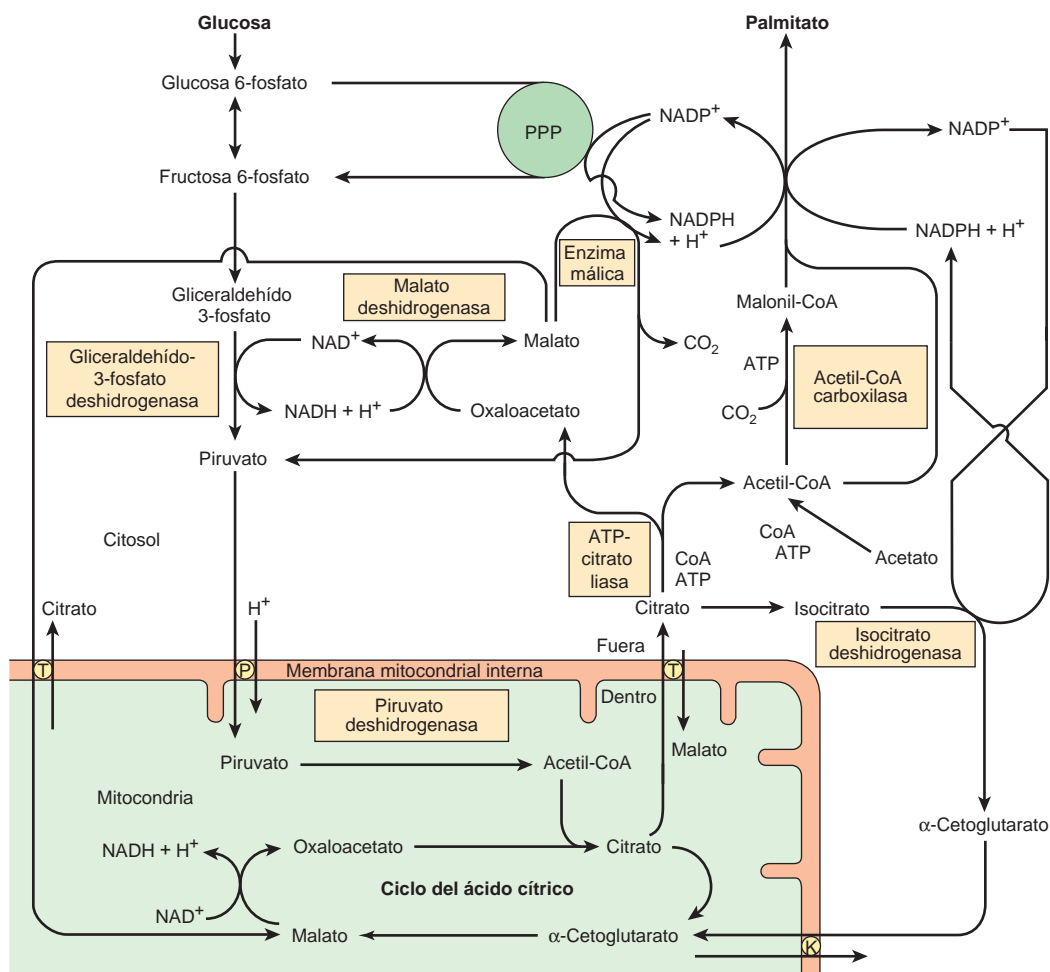 Glucosa
Palmitato
Glucosa 6-fosfato
PPP
NADP+
NADP+
Fructosa 6-fosfato
NADPH
+ H+
NADPH + H+
Enzima
málica
Malato
deshidrogenasa
Gliceraldehído
3-fosfato
Malonil-CoA
NAD+
Malato
CO2
ATP
Gliceraldehído-
3-fosfato
deshidrogenasa
Acetil-CoA
carboxilasa
NADH + H+
Oxaloacetato
CO2
Piruvato
Acetil-CoA
Citosol
ATP-
citrato
liasa
CoA
ATP
CoA
ATP
Acetato
Citrato
H+
Citrato
Isocitrato
Fuera
Isocitrato
deshidrogenasa
T
P
Membrana mitocondrial interna
T
Dentro
Piruvato
deshidrogenasa
Malato
Piruvato
Acetil-CoA
Mitocondria
α-Cetoglutarato
NADH + H+
Oxaloacetato
Citrato
Ciclo del ácido cítrico
NAD+
Malato
α-Cetoglutarato
K